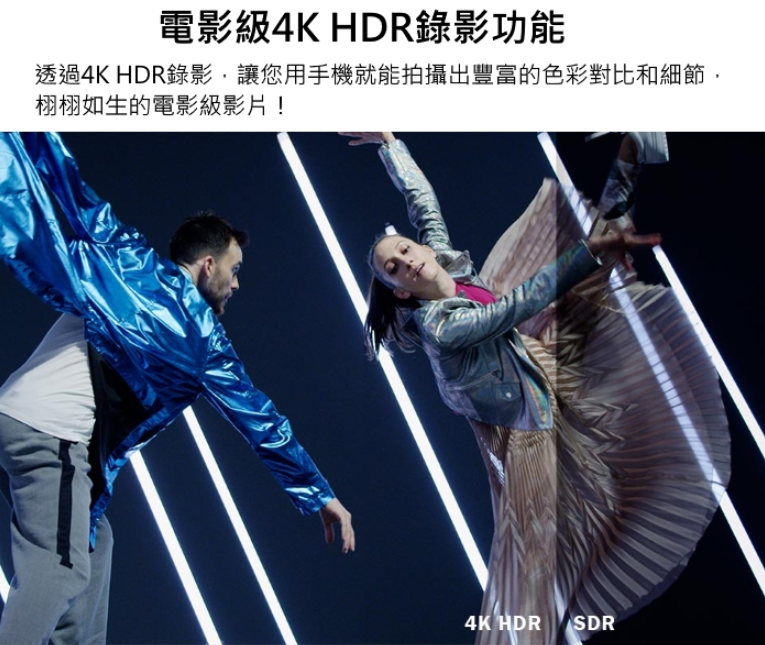 電影級4K HDR錄影功能
透過4K HDR錄影，讓您用手機就能拍攝出豐富的色彩對比和細節，
栩栩如生的電影級影片！
4K HDR
SDR